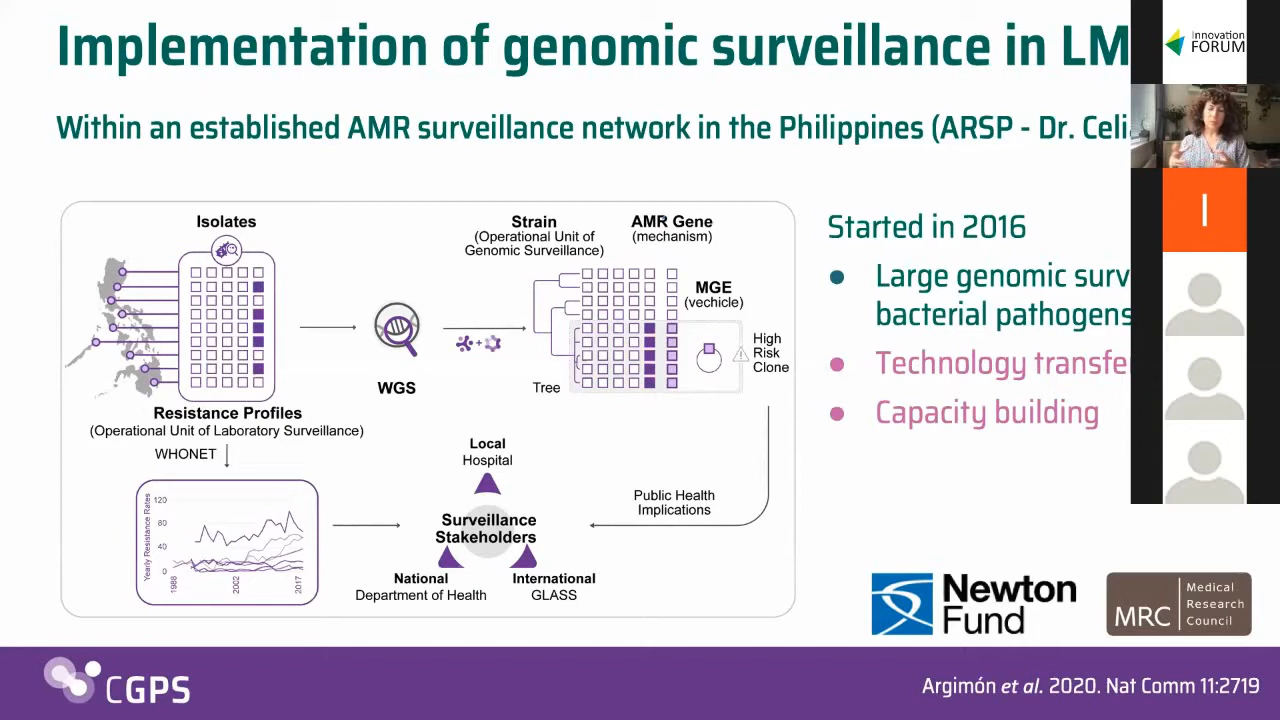 Implementation of genomic surveillance in LM
Within an established AMR surveillance network in the Philippines (ARSP - Dr. Celi
innovation
FORUM
I
Isolates
Strain
(Operational Unit of
Genomic Surveillance)
AMR Gene
(mechanism)
MGE
(vechicle)
High
Risk
Clone
Tree
WGS
Resistance Profiles
(Operational Unit of Laboratory Surveillance)
WHONET
Yearly Resistance Rates
120
80
40
0
1988
2002
2017
Local
Hospital
Surveillance
Stakeholders
National
Department of Health
International
GLASS
Public Health
Implications
Started in 2016
● Large genomic surv
bacterial pathogens
● Technology transfe
● Capacity building
Newton
Fund
MRC
Medical
Research
Council
CGPS
Argimón et al. 2020. Nat Comm 11:2719